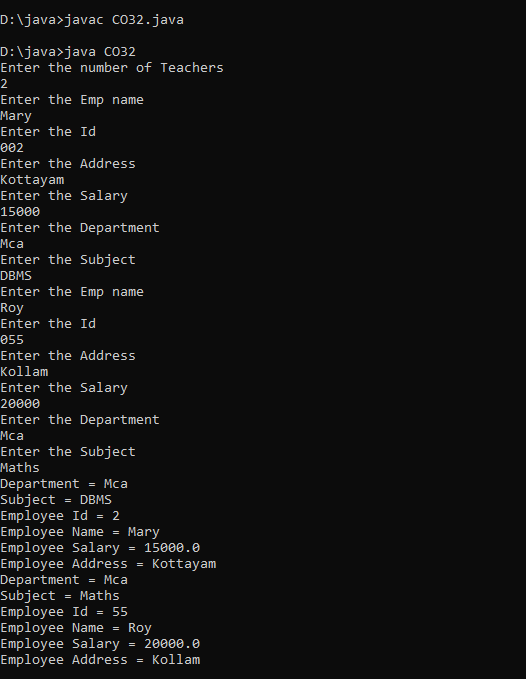 D:\java>javac CO32.java
D:\java>java CO32
Enter the number of Teachers
2
Enter the Emp name
Mary
Enter the Id
002
Enter the Address
Kottayam
Enter the Salary
15000
Enter the Department
Mca
Enter the Subject
DBMS
Enter the Emp name
Roy
Enter the Id
055
Enter the Address
Kollam
Enter the Salary
20000
Enter the Department
Mca
Enter the Subject
Maths
Department = Mca
Subject = DBMS
Employee Id = 2
Employee Name = Mary
Employee Salary = 15000.0
Employee Address = Kottayam
Department = Mca
Subject = Maths
Employee Id = 55
Employee Name = Roy
Employee Salary = 20000.0
Employee Address = Kollam